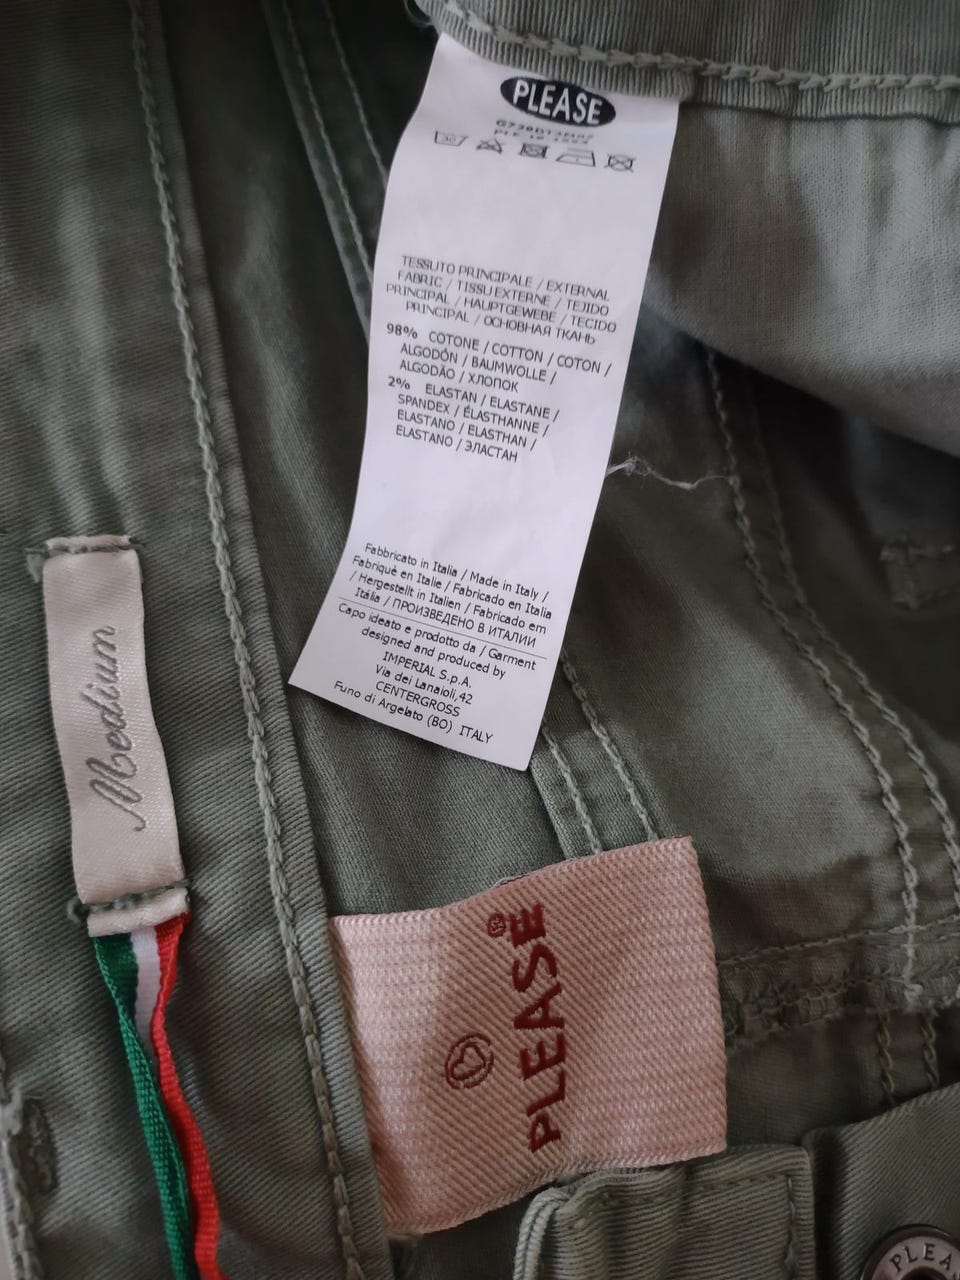 PLEASE
30
TESSUTO PRINCIPALE / EXTERNAL
FABRIC / TISSU EXTERNE / TEJIDO
PRINCIPAL / HAUPTGEWEBE / TECIDO
PRINCIPAL / ОСНОВНАЯ ТКАНЬ
98% COTONE / COTTON / COTON /
ALGODÓN / BAUMWOLLE /
ALGODÃO / ХЛОПОК
2% ELASTAN / ELASTANE /
SPANDEX / ÉLASTHANNE /
ELASTANO / ELASTHAN /
ELASTANO / ЭЛАСТАН
Fabbricato in Italia / Made in Italy /
Fabriqué en Italie / Fabricado en Italia
/ Hergestellt in Italien / Fabricado em
Itália / ПРОИЗВЕДЕНО В ИТАЛИИ
Capo ideato e prodotto da / Garment
designed and produced by
IMPERIAL S.p.A.
Via dei Lanaioli,42
CENTERGROSS
Funo di Argelato (BO) ITALY
Medium
PLEASE®
PLEA